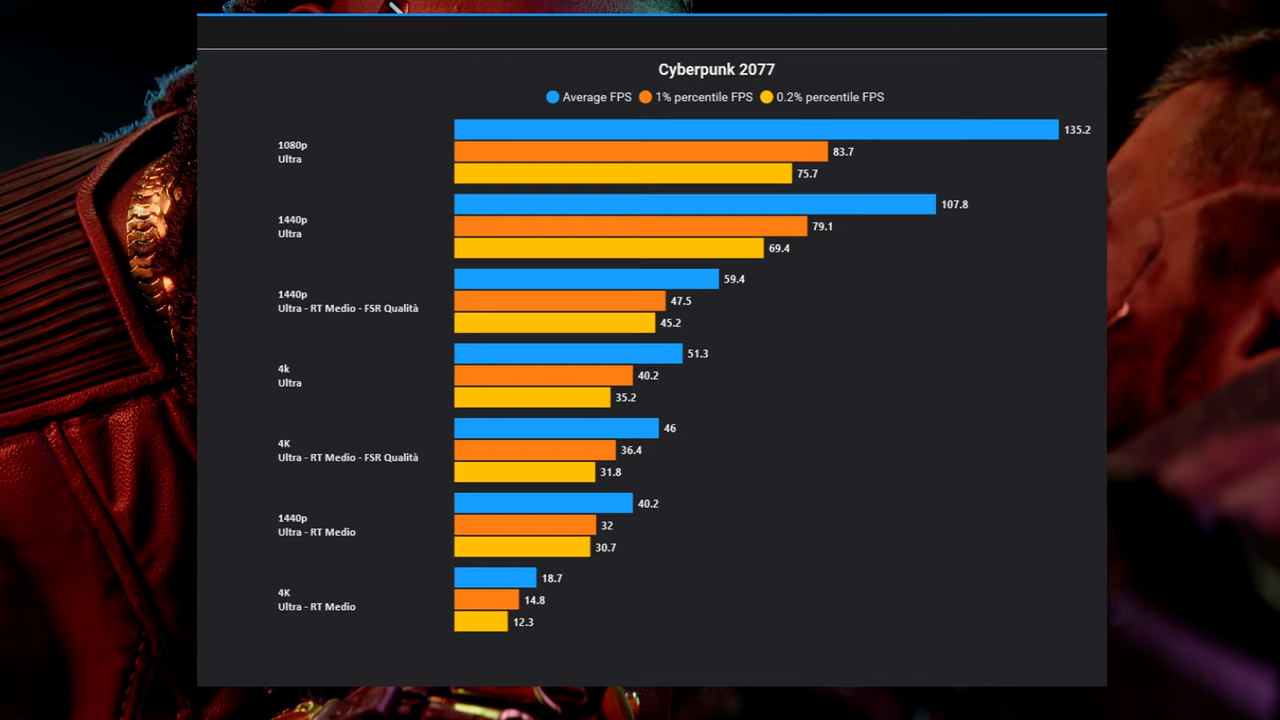 Cyberpunk 2077
Average FPS 1% percentile FPS 0.2% percentile FPS
1080p
Ultra
135.2
83.7
75.7
1440p
Ultra
107.8
79.1
69.4
1440p
Ultra - RT Medio - FSR Qualità
59.4
47.5
45.2
4k
Ultra
51.3
40.2
35.2
4K
Ultra - RT Medio - FSR Qualità
46
36.4
31.8
1440p
Ultra - RT Medio
40.2
32
30.7
4K
Ultra - RT Medio
18.7
14.8
12.3